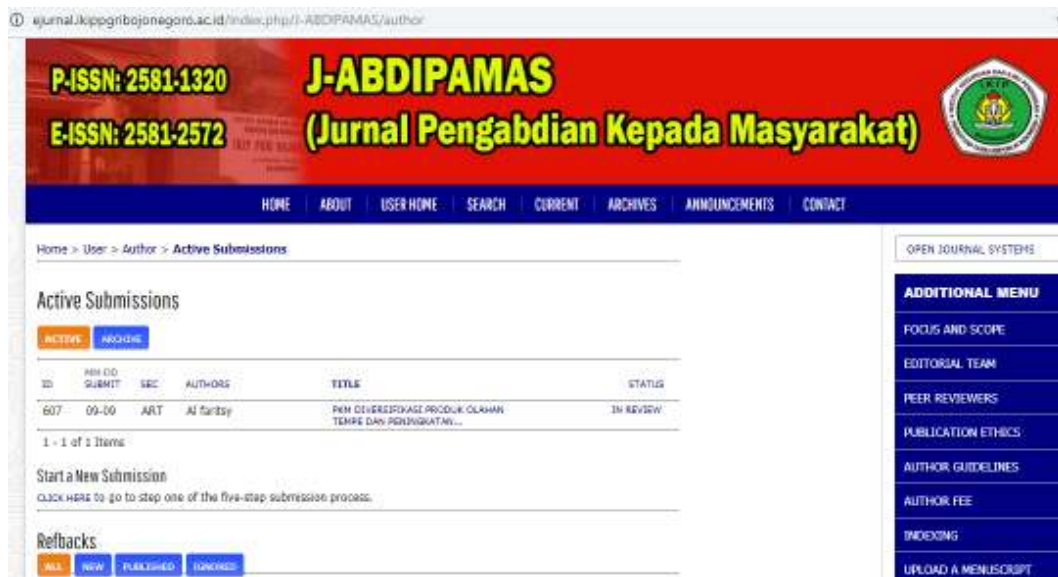 ejurnal.ikippgribojonegoro.ac.id/index.php/J-ABDIPAMAS/author
P-ISSN: 2581-1320
E-ISSN: 2581-2572
J-ABDIPAMAS
(Jurnal Pengabdian Kepada Masyarakat)
IKIP
HOME ABOUT USER HOME SEARCH CURRENT ARCHIVES ANNOUNCEMENTS CONTACT
Home > User > Author > Active Submissions
Active Submissions
ACTIVE ARCHIVE
ID MM-DD SUBMIT SEC AUTHORS TITLE STATUS
607 09-09 ART Al faritsy PKM DIVERSIFIKASI PRODUK OLAHAN IN REVIEW
TEMPE DAN PENINGKATAN...
1 - 1 of 1 Items
Start a New Submission
CLICK HERE to go to step one of the five-step submission process.
Refbacks
ALL NEW PUBLISHED IGNORED
OPEN JOURNAL SYSTEMS
ADDITIONAL MENU
FOCUS AND SCOPE
EDITORIAL TEAM
PEER REVIEWERS
PUBLICATION ETHICS
AUTHOR GUIDELINES
AUTHOR FEE
INDEXING
UPLOAD A MENUSCRIPT